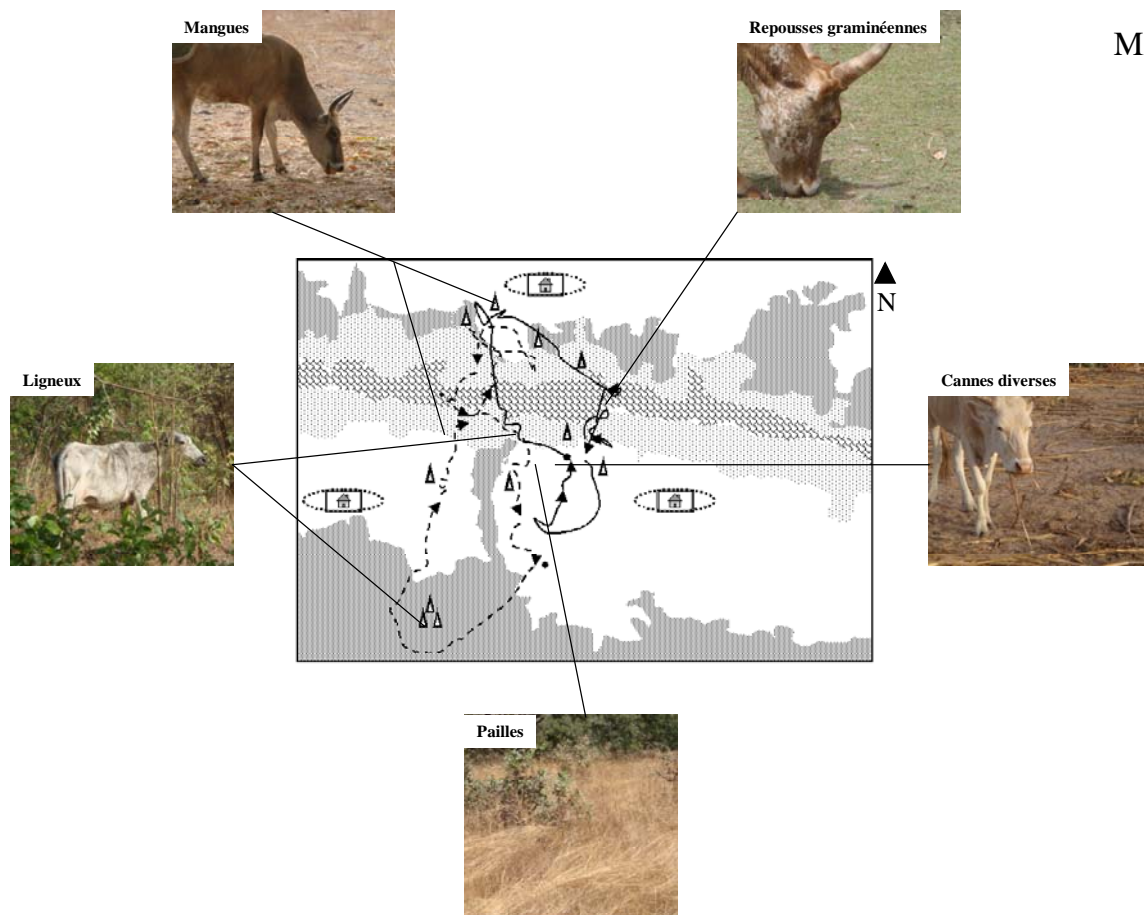 Mangues
Repousses graminéennes
M
N
Ligneux
Cannes diverses
Pailles